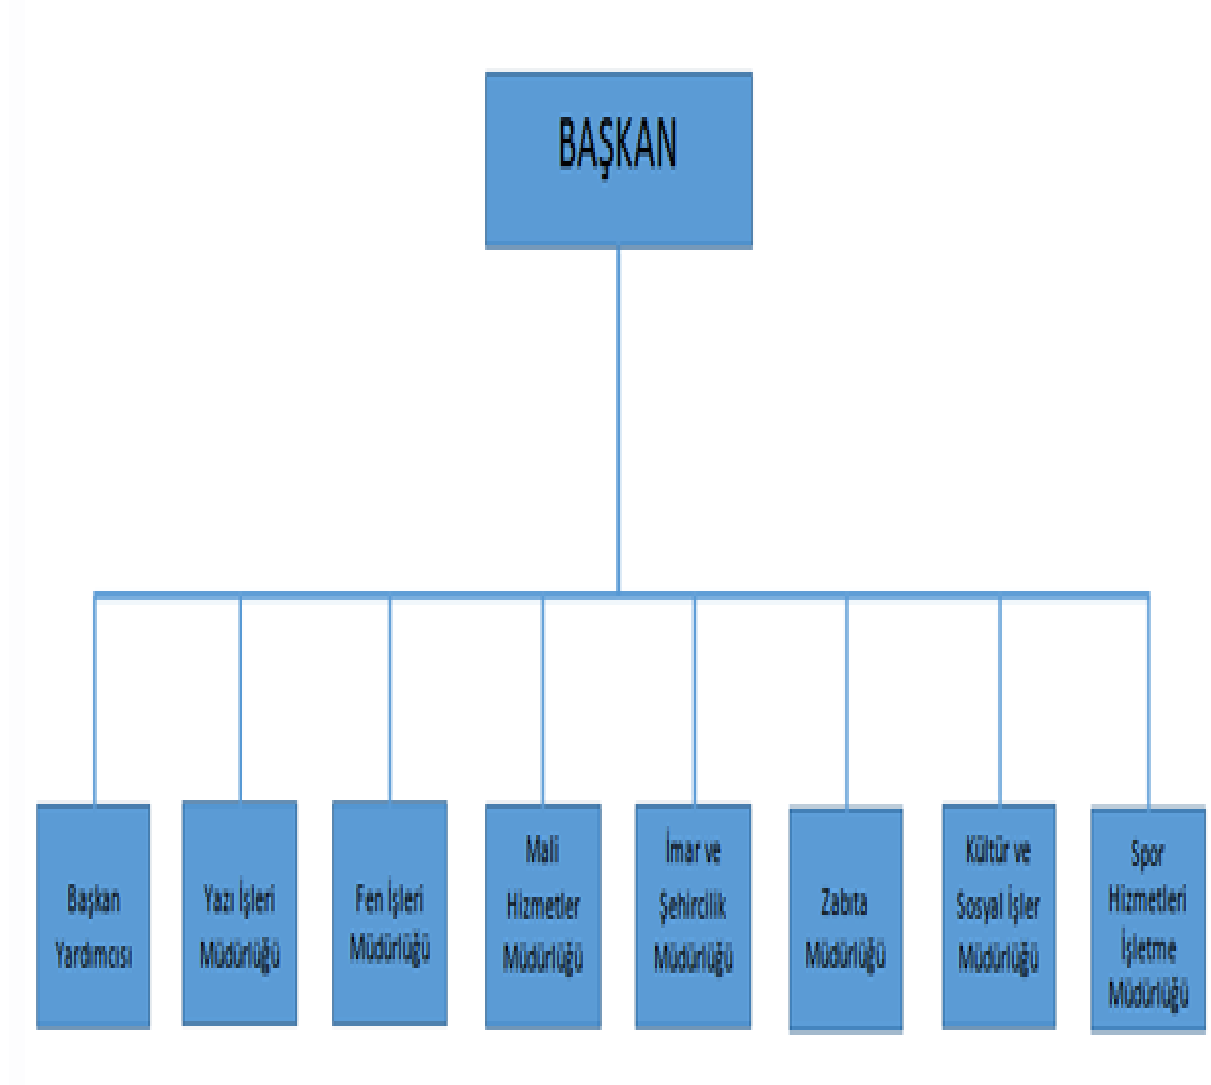 BAŞKAN
Başkan
Yardımcısı
Yazı İşleri
Müdürlüğü
Fen İşleri
Müdürlüğü
Mali
Hizmetler
Müdürlüğü
İmar ve
Şehircilik
Müdürlüğü
Zabıta
Müdürlüğü
Kültür ve
Sosyal İşler
Müdürlüğü
Spor
Hizmetleri
İşletme
Müdürlüğü